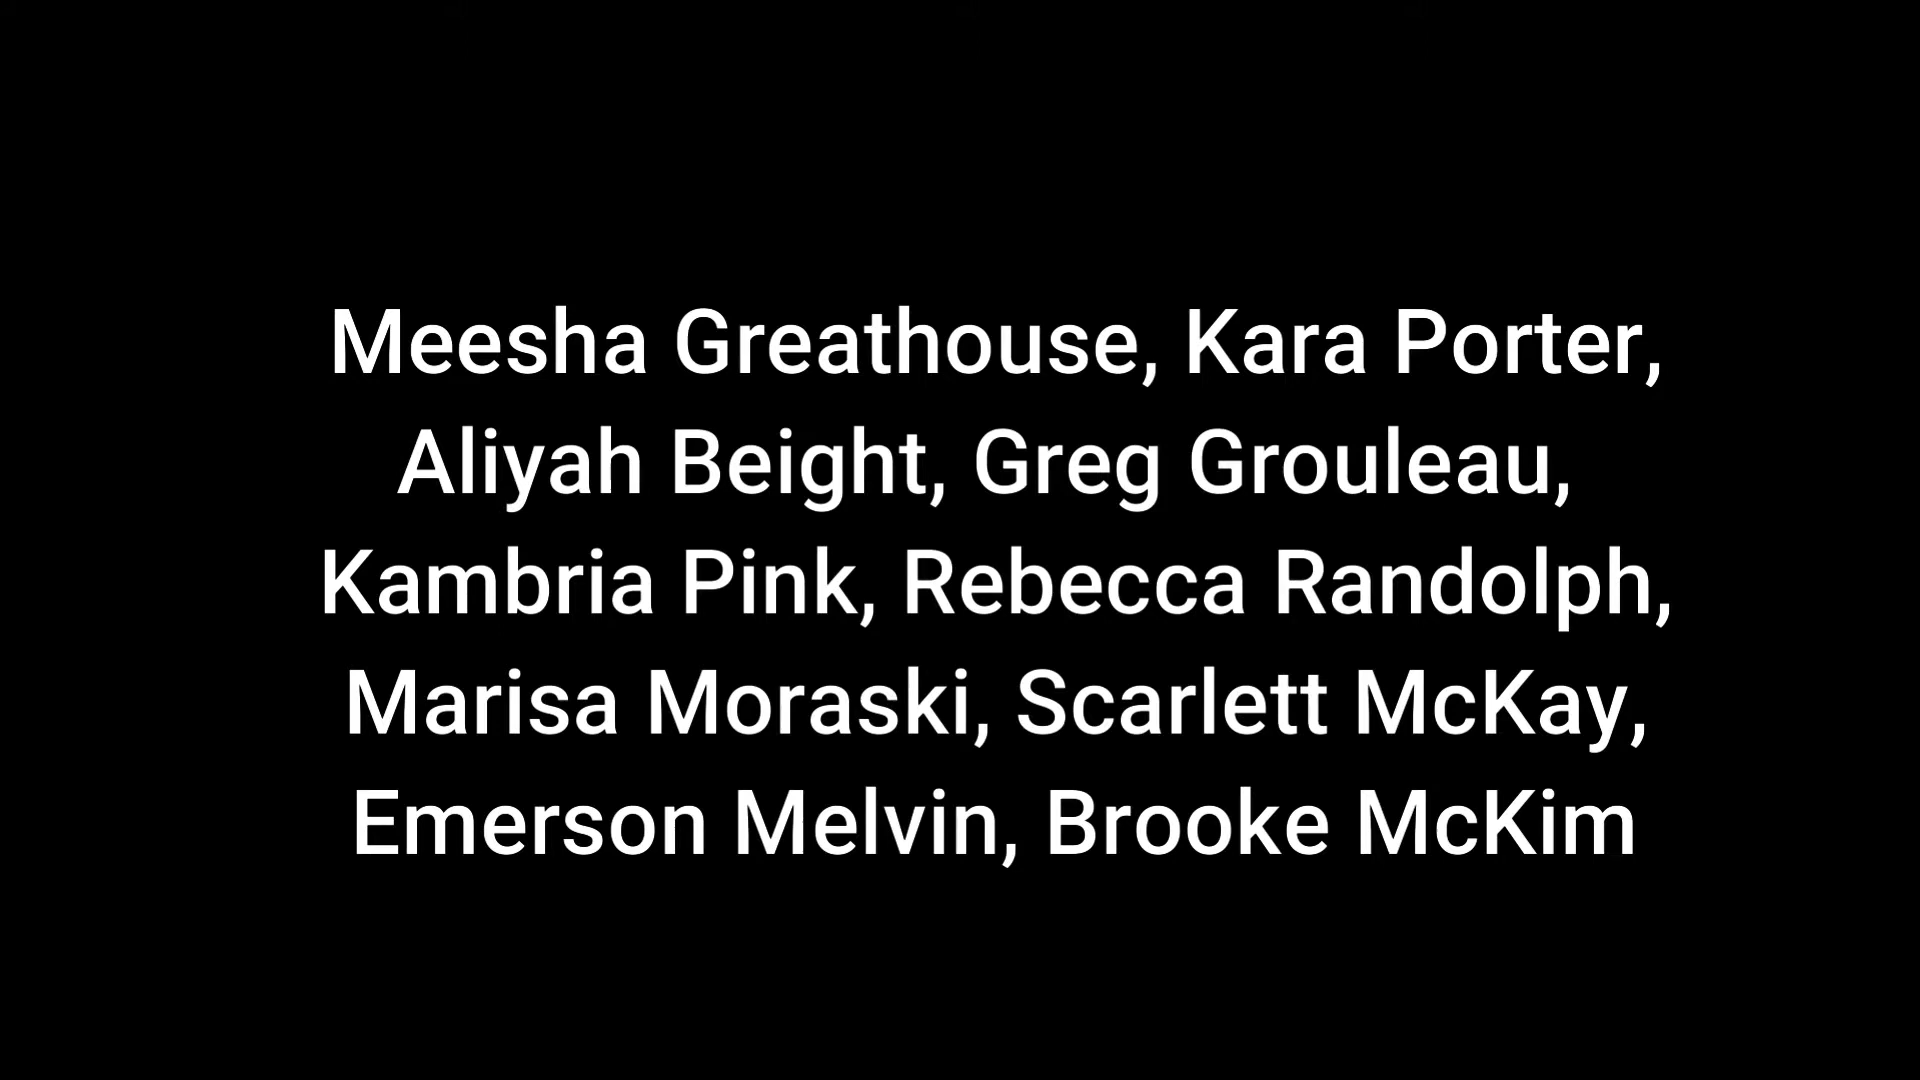 Meesha Greathouse, Kara Porter,
Aliyah Beight, Greg Grouleau,
Kambria Pink, Rebecca Randolph,
Marisa Moraski, Scarlett McKay,
Emerson Melvin, Brooke McKim